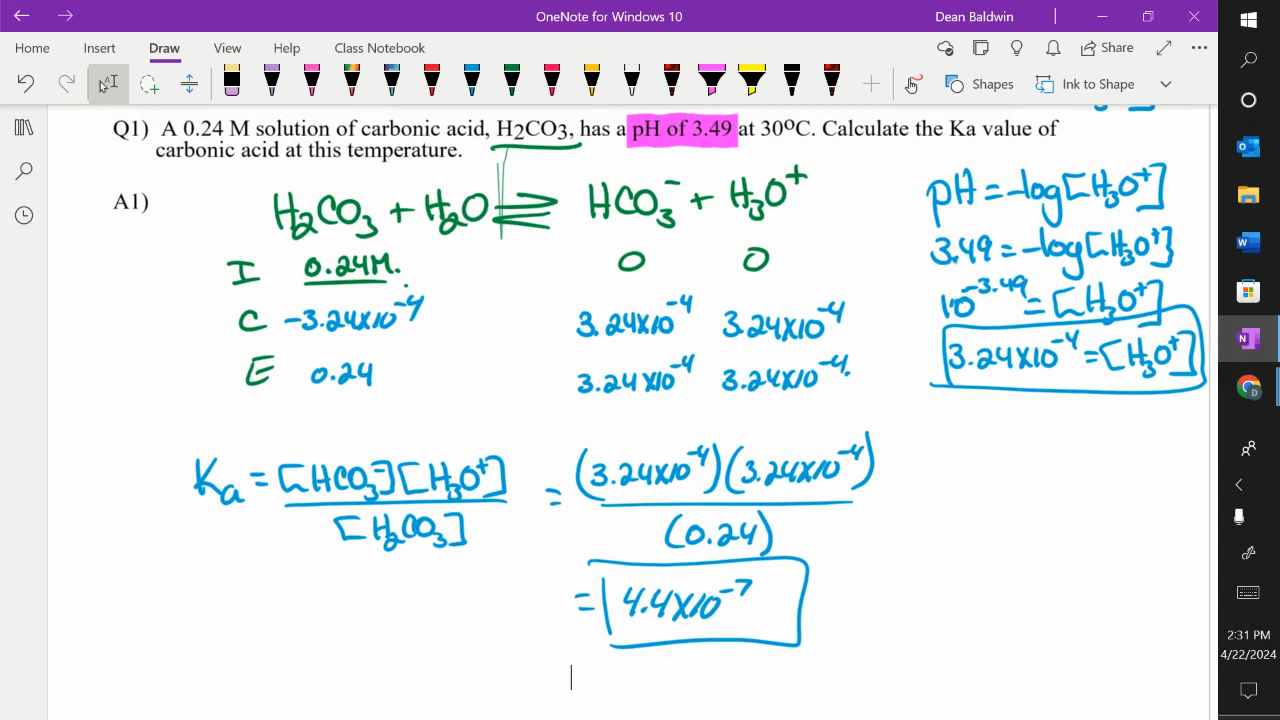 OneNote for Windows 10
Dean Baldwin
Home Insert Draw View Help Class Notebook
Share
Shapes
Ink to Shape
Q1) A 0.24 M solution of carbonic acid, H2CO3, has a pH of 3.49 at 30ºC. Calculate the Ka value of
carbonic acid at this temperature.
A1)
H₂CO₃ + H₂O ⇌ HCO₃⁻ + H₃O⁺
I 0.24M. 0 0
C -3.24x10⁻⁴ 3.24x10⁻⁴ 3.24x10⁻⁴
E 0.24 3.24x10⁻⁴ 3.24x10⁻⁴.
pH = -log[H₃O⁺]
3.49 = -log[H₃O⁺]
10⁻³·⁴⁹ = [H₃O⁺]
3.24x10⁻⁴ = [H₃O⁺]
Ka = [HCO₃⁻][H₃O⁺] / [H₂CO₃] = (3.24x10⁻⁴)(3.24x10⁻⁴) / (0.24)
= 4.4x10⁻⁷
2:31 PM
4/22/2024